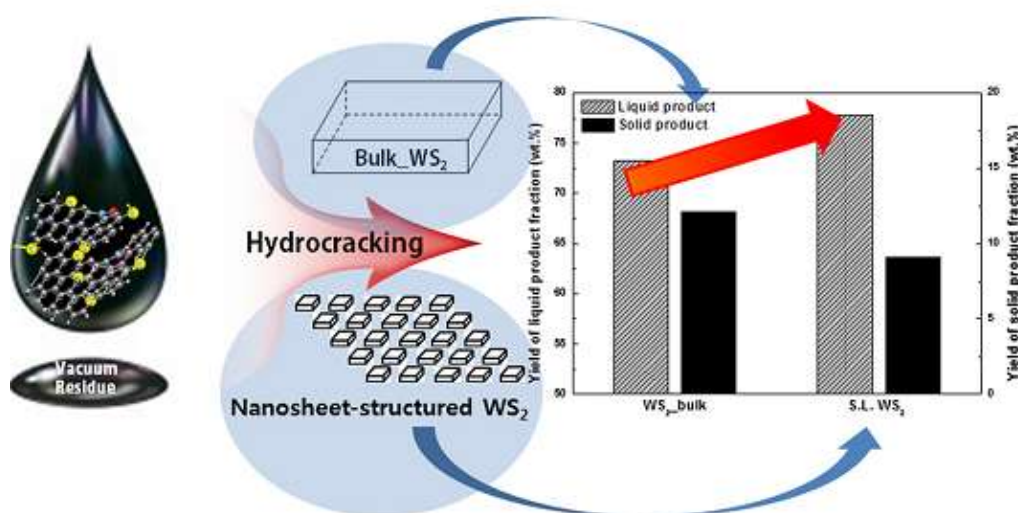 Vacuum
Residue
Bulk_WS₂
Hydrocracking
Nanosheet-structured WS₂
Yield of liquid product fraction (wt.%)
80
75
70
65
60
55
50
Liquid product
Solid product
WS₂_bulk
S.L. WS₂
20
15
10
5
0
Yield of solid product fraction (wt.%)